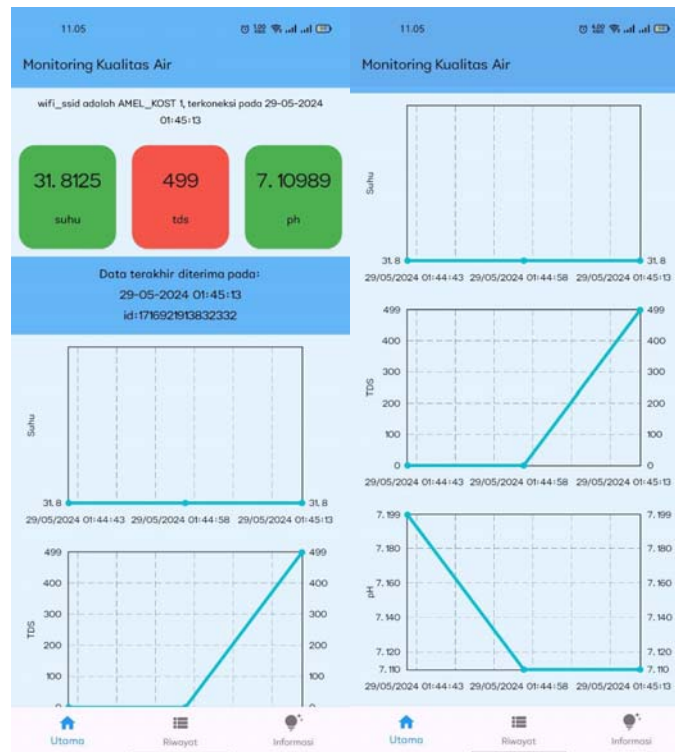 11.05
Monitoring Kualitas Air
wifi_ssid adalah AMEL_KOST 1, terkoneksi pada 29-05-2024
01:45:13
31.8125
499
7.10989
suhu
tds
ph
Data terakhir diterima pada:
29-05-2024 01:45:13
id:1716921913832332
Suhu
31.8
31.8
29/05/2024 01:44:43 29/05/2024 01:44:58 29/05/2024 01:45:13
TDS
499
499
400
400
300
300
200
200
100
100
Utama
Riwayat
Informasi
11.05
Monitoring Kualitas Air
Suhu
31.8
31.8
29/05/2024 01:44:43 29/05/2024 01:44:58 29/05/2024 01:45:13
TDS
499
499
400
400
300
300
200
200
100
100
0
0
29/05/2024 01:44:43 29/05/2024 01:44:58 29/05/2024 01:45:13
pH
7.199
7.199
7.180
7.180
7.160
7.160
7.140
7.140
7.120
7.120
7.110
7.110
29/05/2024 01:44:43 29/05/2024 01:44:58 29/05/2024 01:45:13
Utama
Riwayat
Informasi